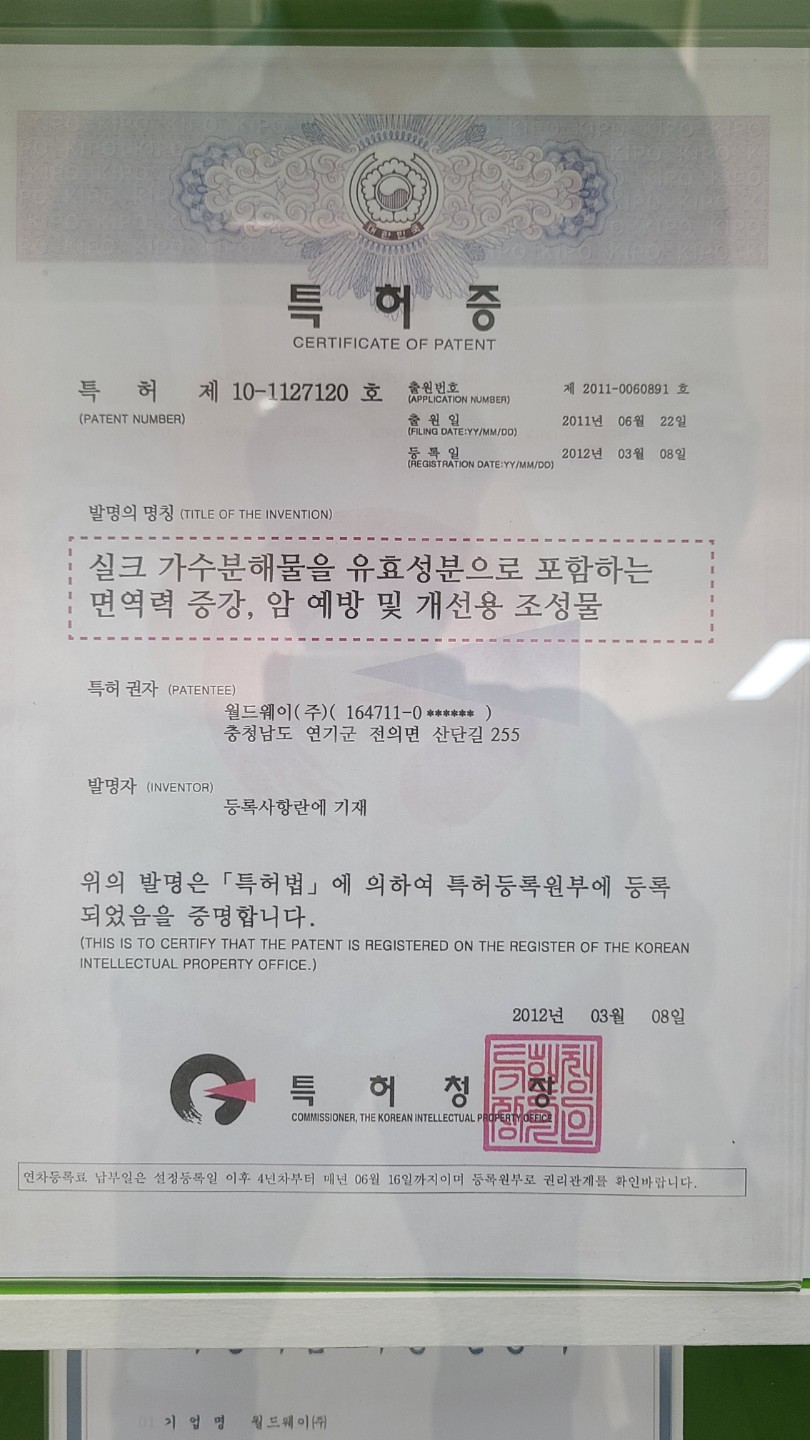 대한민국
특 허 증
CERTIFICATE OF PATENT
특 허 제 10-1127120 호
(PATENT NUMBER)
출원번호 제 2011-0060891 호
(APPLICATION NUMBER)
출 원 일 2011년 06월 22일
(FILING DATE:YY/MM/DD)
등 록 일 2012년 03월 08일
(REGISTRATION DATE:YY/MM/DD)
발명의 명칭 (TITLE OF THE INVENTION)
실크 가수분해물을 유효성분으로 포함하는
면역력 증강, 암 예방 및 개선용 조성물
특허 권자 (PATENTEE)
월드웨이(주)( 164711-0****** )
충청남도 연기군 전의면 산단길 255
발명자 (INVENTOR)
등록사항란에 기재
위의 발명은 「특허법」에 의하여 특허등록원부에 등록
되었음을 증명합니다.
(THIS IS TO CERTIFY THAT THE PATENT IS REGISTERED ON THE REGISTER OF THE KOREAN
INTELLECTUAL PROPERTY OFFICE.)
2012년 03월 08일
특 허 청 장
COMMISSIONER, THE KOREAN INTELLECTUAL PROPERTY OFFICE
연차등록료 납부일은 설정등록일 이후 4년차부터 매년 06월 16일까지이며 등록원부로 권리관계를 확인바랍니다.
01 기 업 명 월드웨이(주)